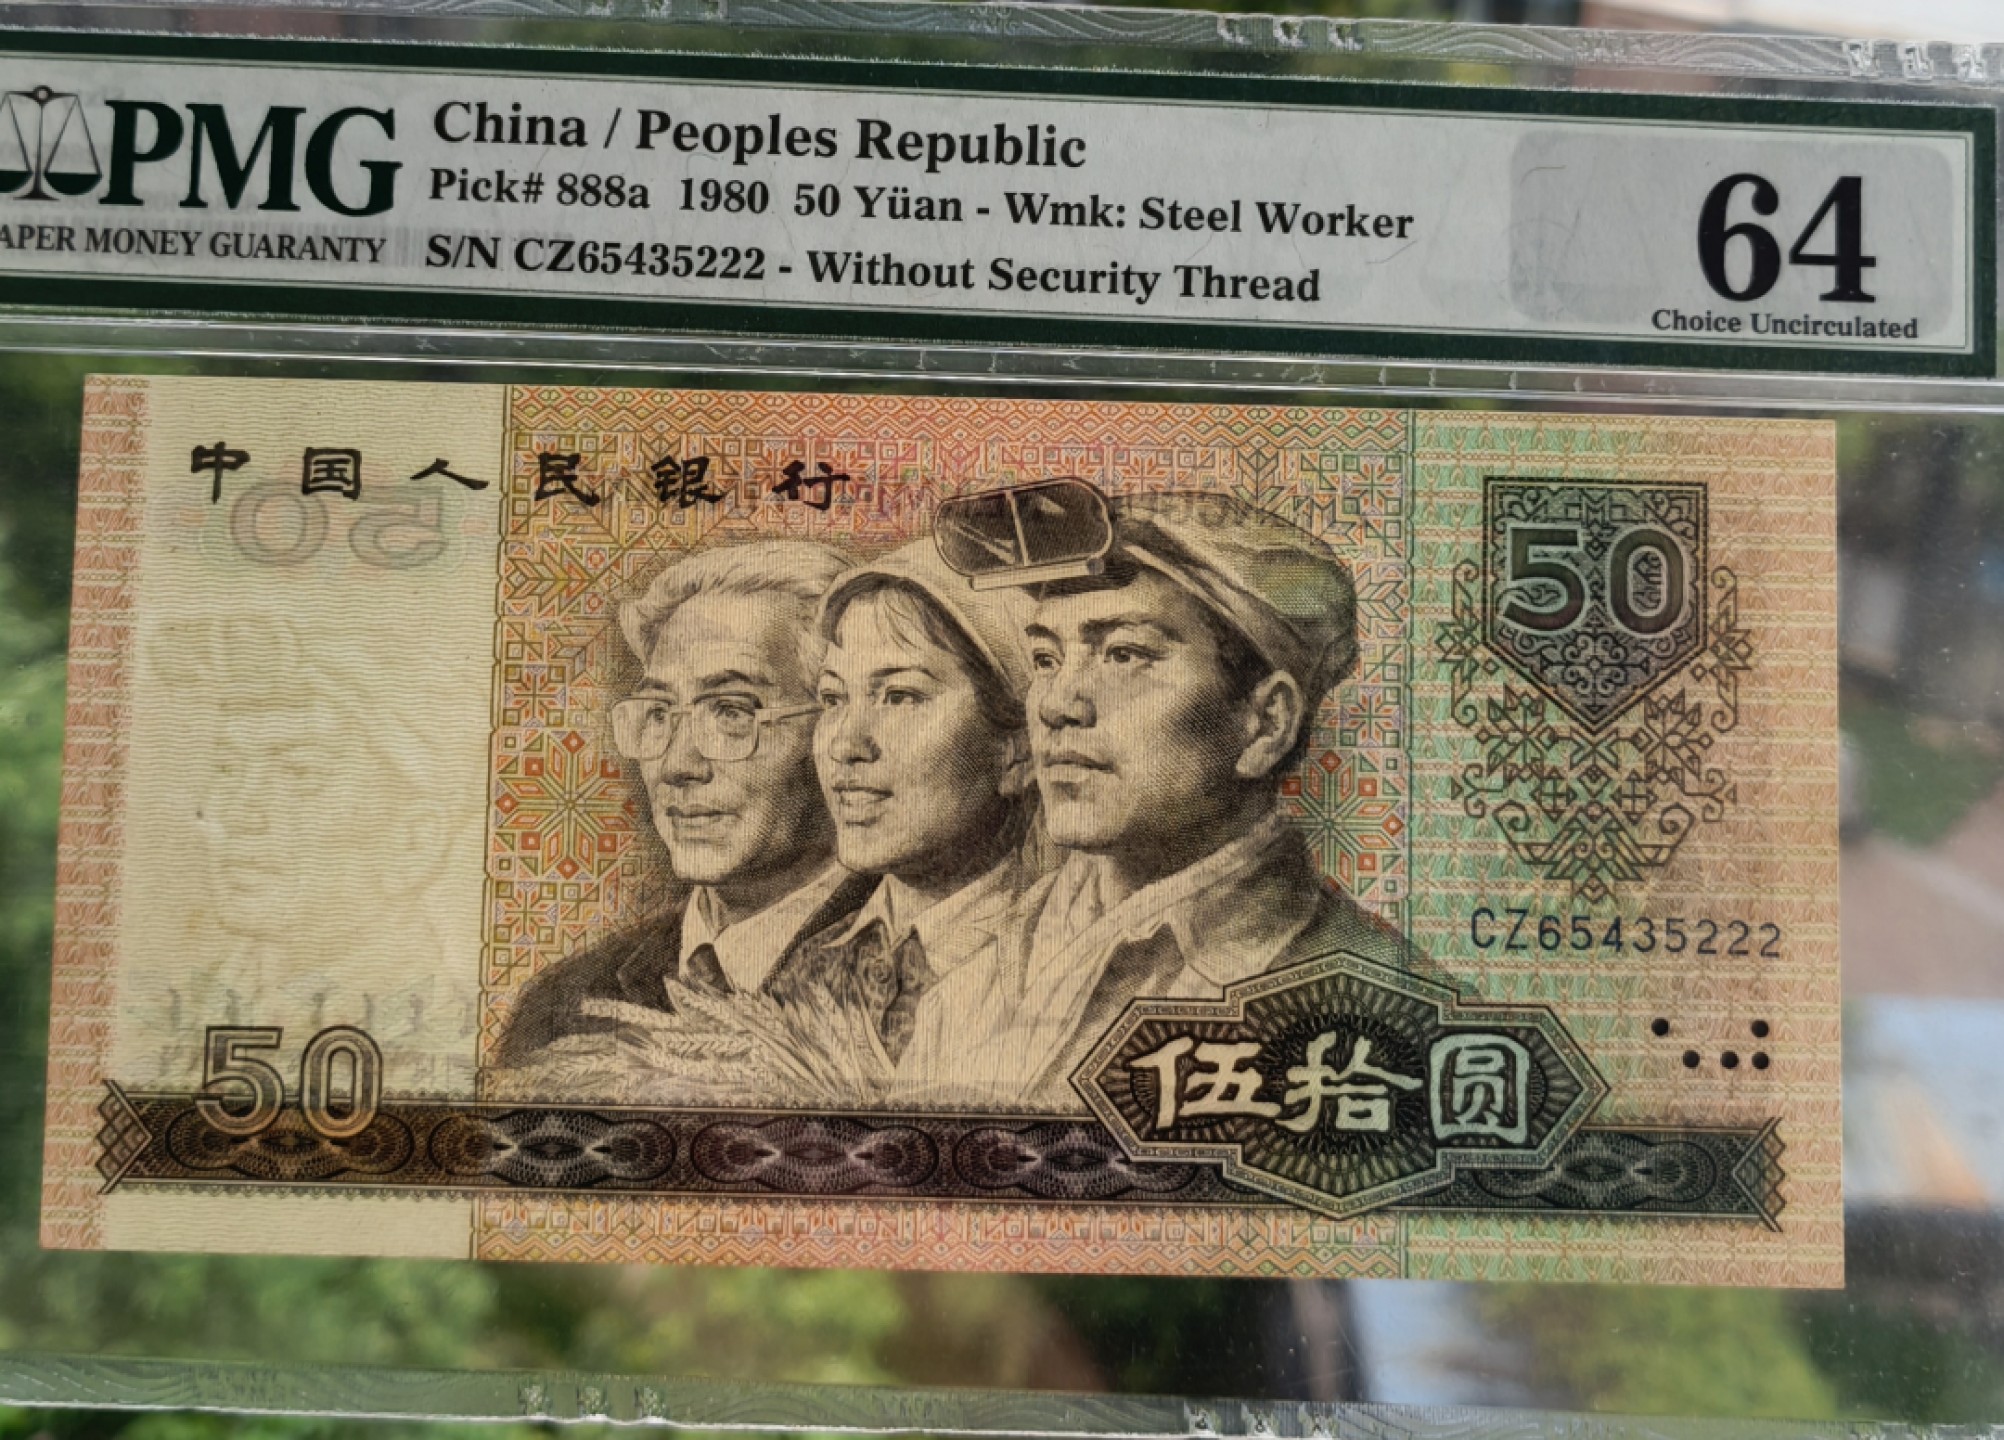 PMG
APER MONEY GUARANTY
China / Peoples Republic
Pick# 888a 1980 50 Yüan - Wmk: Steel Worker
S/N CZ65435222 - Without Security Thread
64
Choice Uncirculated
中国人民银行
50
50
CZ65435222
50
伍拾圆